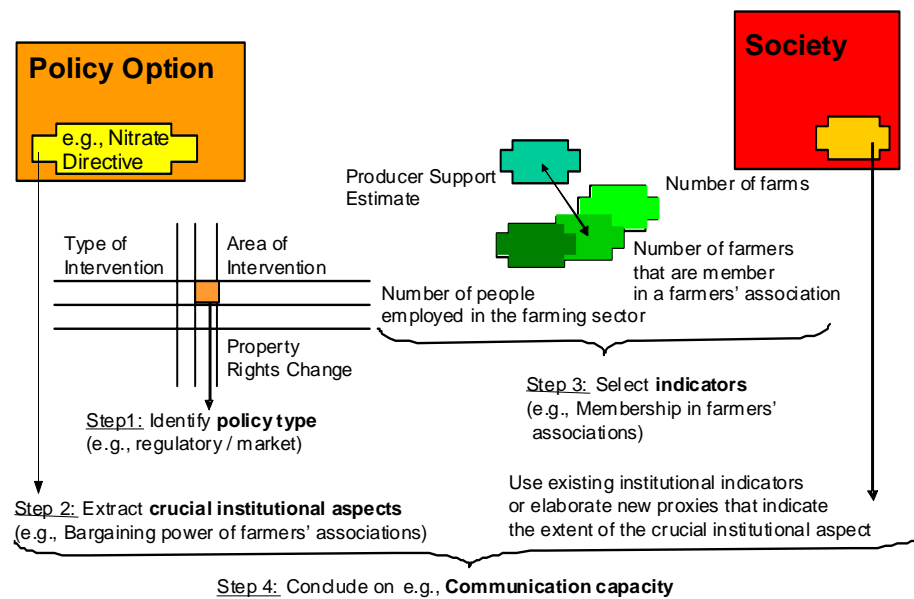 Policy Option
e.g., Nitrate
Directive
Society
Producer Support
Estimate
Number of farms
Number of farmers
that are member
in a farmers' association
Type of
Intervention
Area of
Intervention
Number of people
employed in the farming sector
Property
Rights Change
Step1: Identify policy type
(e.g., regulatory / market)
Step 3: Select indicators
(e.g., Membership in farmers'
associations)
Step 2: Extract crucial institutional aspects
(e.g., Bargaining power of farmers' associations)
Use existing institutional indicators
or elaborate new proxies that indicate
the extent of the crucial institutional aspect
Step 4: Conclude on e.g., Communication capacity